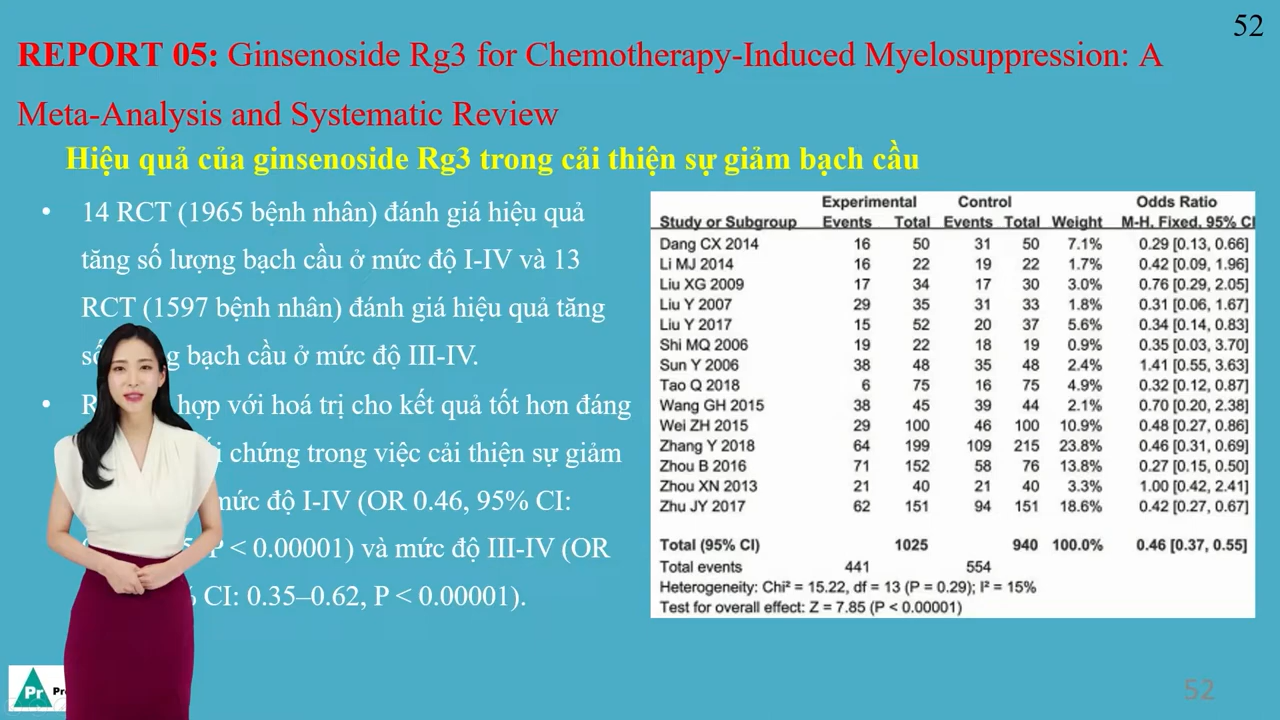 52
REPORT 05: Ginsenoside Rg3 for Chemotherapy-Induced Myelosuppression: A
Meta-Analysis and Systematic Review
Hiệu quả của ginsenoside Rg3 trong cải thiện sự giảm bạch cầu
• 14 RCT (1965 bệnh nhân) đánh giá hiệu quả
tăng số lượng bạch cầu ở mức độ I-IV và 13
RCT (1597 bệnh nhân) đánh giá hiệu quả tăng
bạch cầu ở mức độ III-IV.
• hợp với hoá trị cho kết quả tốt hơn đáng
chứng trong việc cải thiện sự giảm
mức độ I-IV (OR 0.46, 95% CI:
P < 0.00001) và mức độ III-IV (OR
CI: 0.35–0.62, P < 0.00001).
Experimental Control Odds Ratio
Study or Subgroup Events Total Events Total Weight M-H, Fixed, 95% CI
Dang CX 2014 16 50 31 50 7.1% 0.29 [0.13, 0.66]
Li MJ 2014 16 22 19 22 1.7% 0.42 [0.09, 1.96]
Liu XG 2009 17 34 17 30 3.0% 0.76 [0.29, 2.05]
Liu Y 2007 29 35 31 33 1.8% 0.31 [0.06, 1.67]
Liu Y 2017 15 52 20 37 5.6% 0.34 [0.14, 0.83]
Shi MQ 2006 19 22 18 19 0.9% 0.35 [0.03, 3.70]
Sun Y 2006 38 48 35 48 2.4% 1.41 [0.55, 3.63]
Tao Q 2018 6 75 16 75 4.9% 0.32 [0.12, 0.87]
Wang GH 2015 38 45 39 44 2.1% 0.70 [0.20, 2.38]
Wei ZH 2015 29 100 46 100 10.9% 0.48 [0.27, 0.86]
Zhang Y 2018 64 199 109 215 23.8% 0.46 [0.31, 0.69]
Zhou B 2016 71 152 58 76 13.8% 0.27 [0.15, 0.50]
Zhou XN 2013 21 40 21 40 3.3% 1.00 [0.42, 2.41]
Zhu JY 2017 62 151 94 151 18.6% 0.42 [0.27, 0.67]
Total (95% CI) 1025 940 100.0% 0.46 [0.37, 0.55]
Total events 441 554
Heterogeneity: Chi² = 15.22, df = 13 (P = 0.29); I² = 15%
Test for overall effect: Z = 7.85 (P < 0.00001)
Pr
52